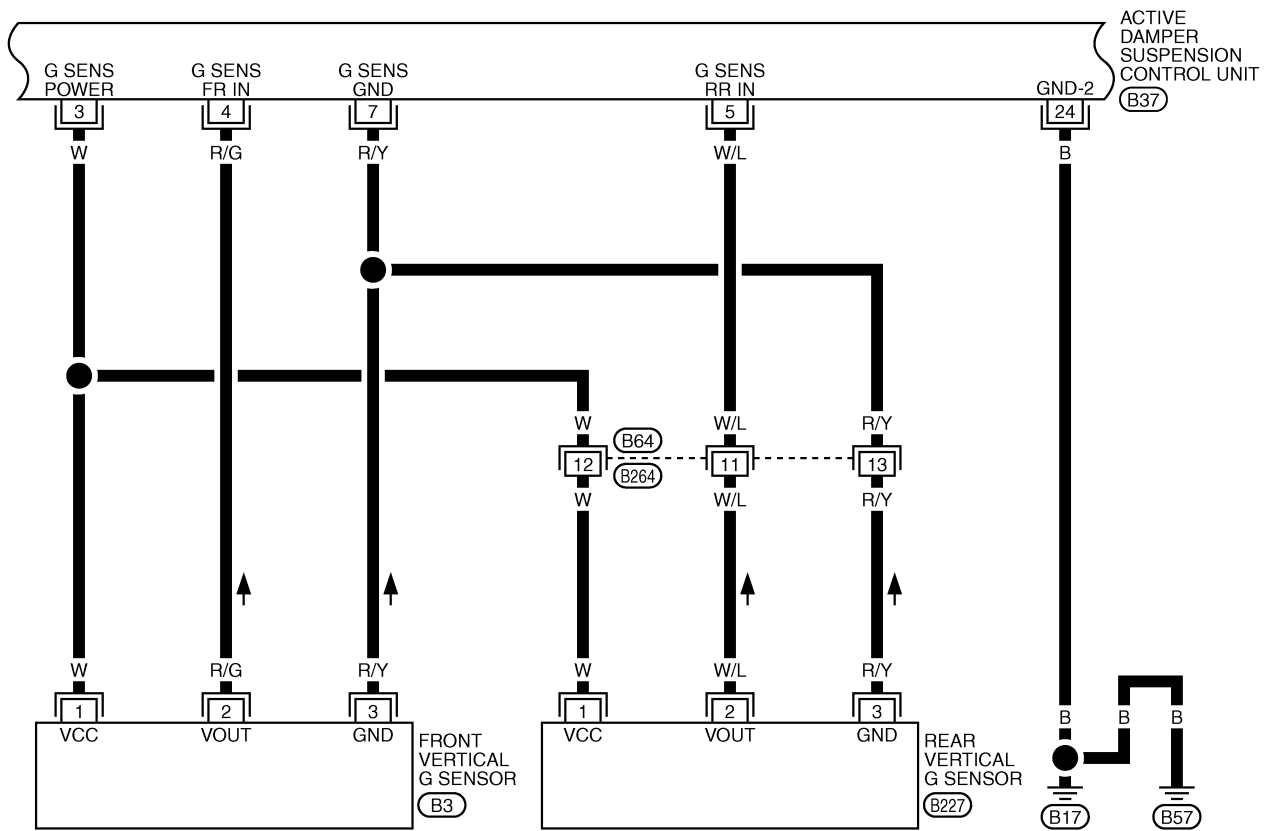 ACTIVE
DAMPER
SUSPENSION
CONTROL UNIT
B37
G SENS
POWER
G SENS
FR IN
G SENS
GND
G SENS
RR IN
GND-2
3 4 7 5 24
W R/G R/Y W/L B
W W/L R/Y
B64
12 11 13
B264
W W/L R/Y
W R/G R/Y W W/L R/Y
1 2 3 1 2 3
B B B
VCC VOUT GND
FRONT
VERTICAL
G SENSOR
B3
VCC VOUT GND
REAR
VERTICAL
G SENSOR
B227
B17 B57